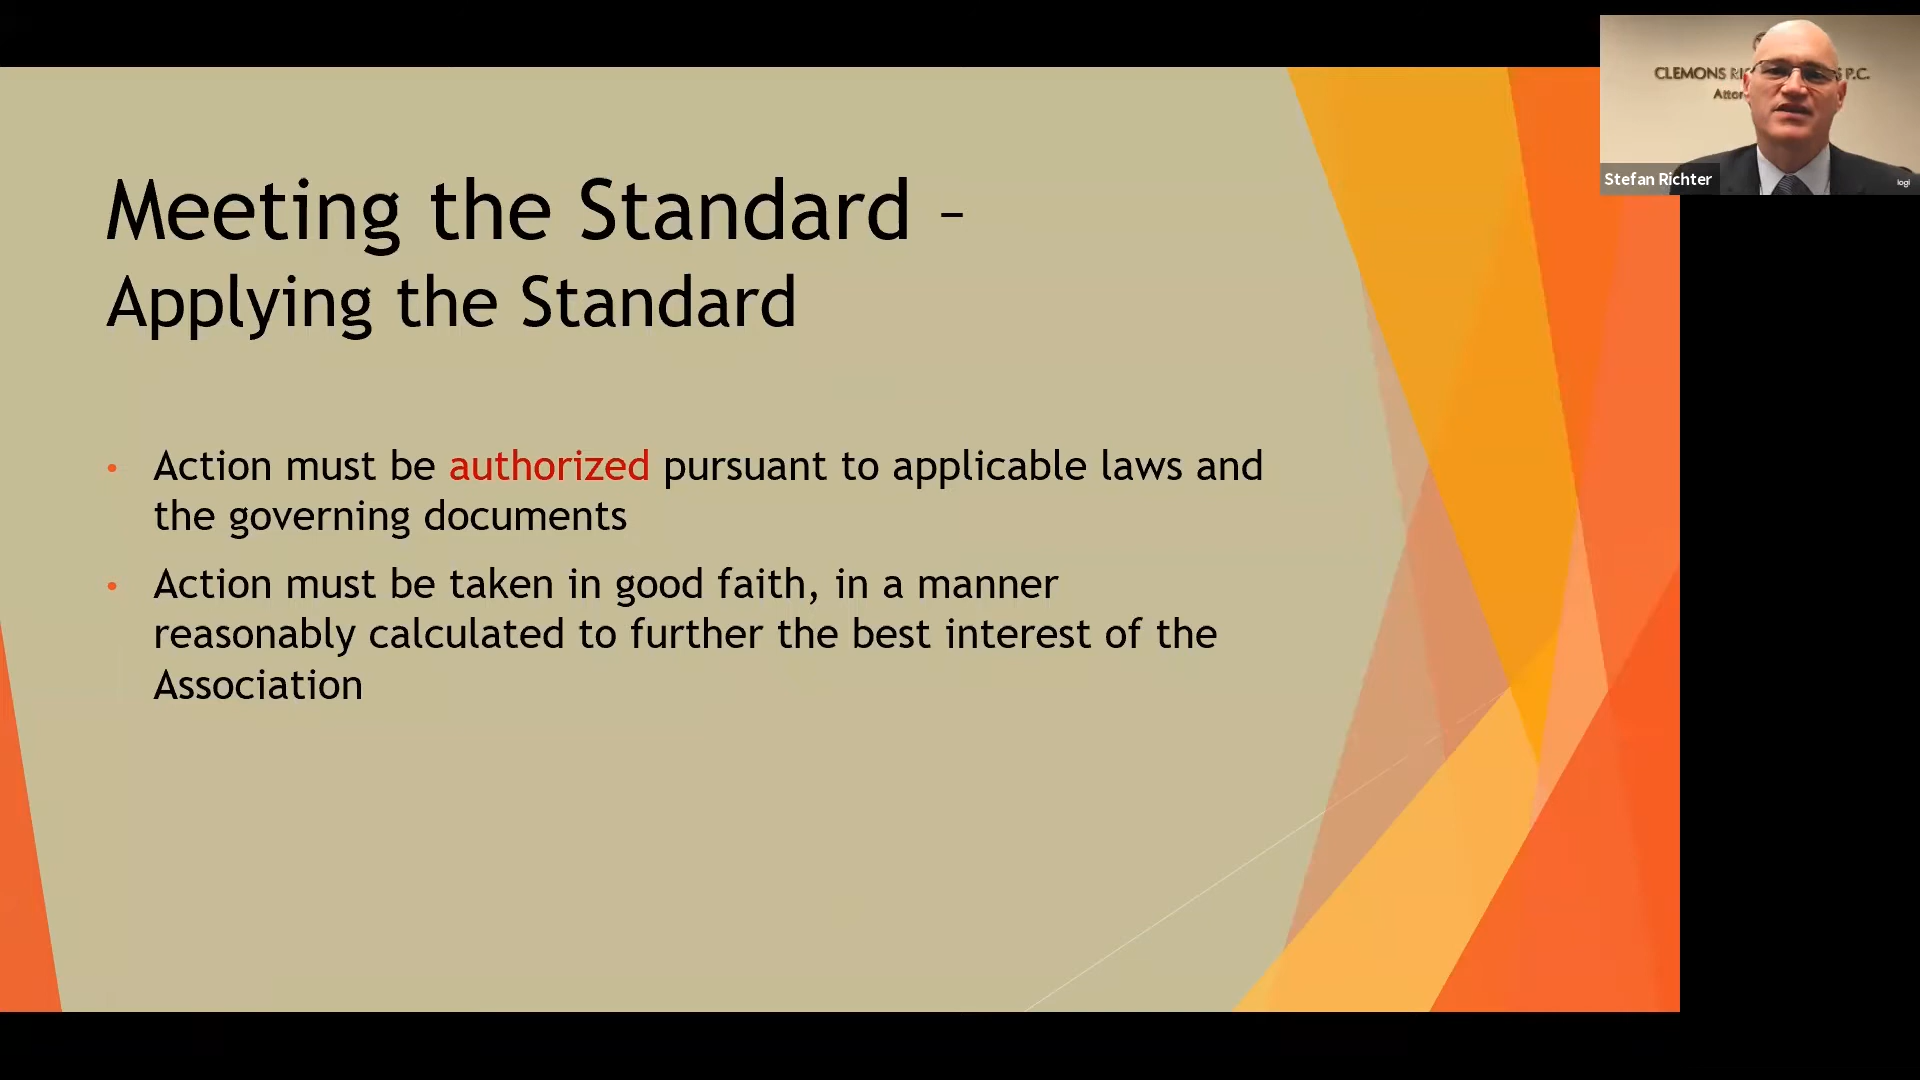 Meeting the Standard –
Applying the Standard
• Action must be authorized pursuant to applicable laws and
the governing documents
• Action must be taken in good faith, in a manner
reasonably calculated to further the best interest of the
Association
CLEMONS P.C.
Stefan Richter
logi